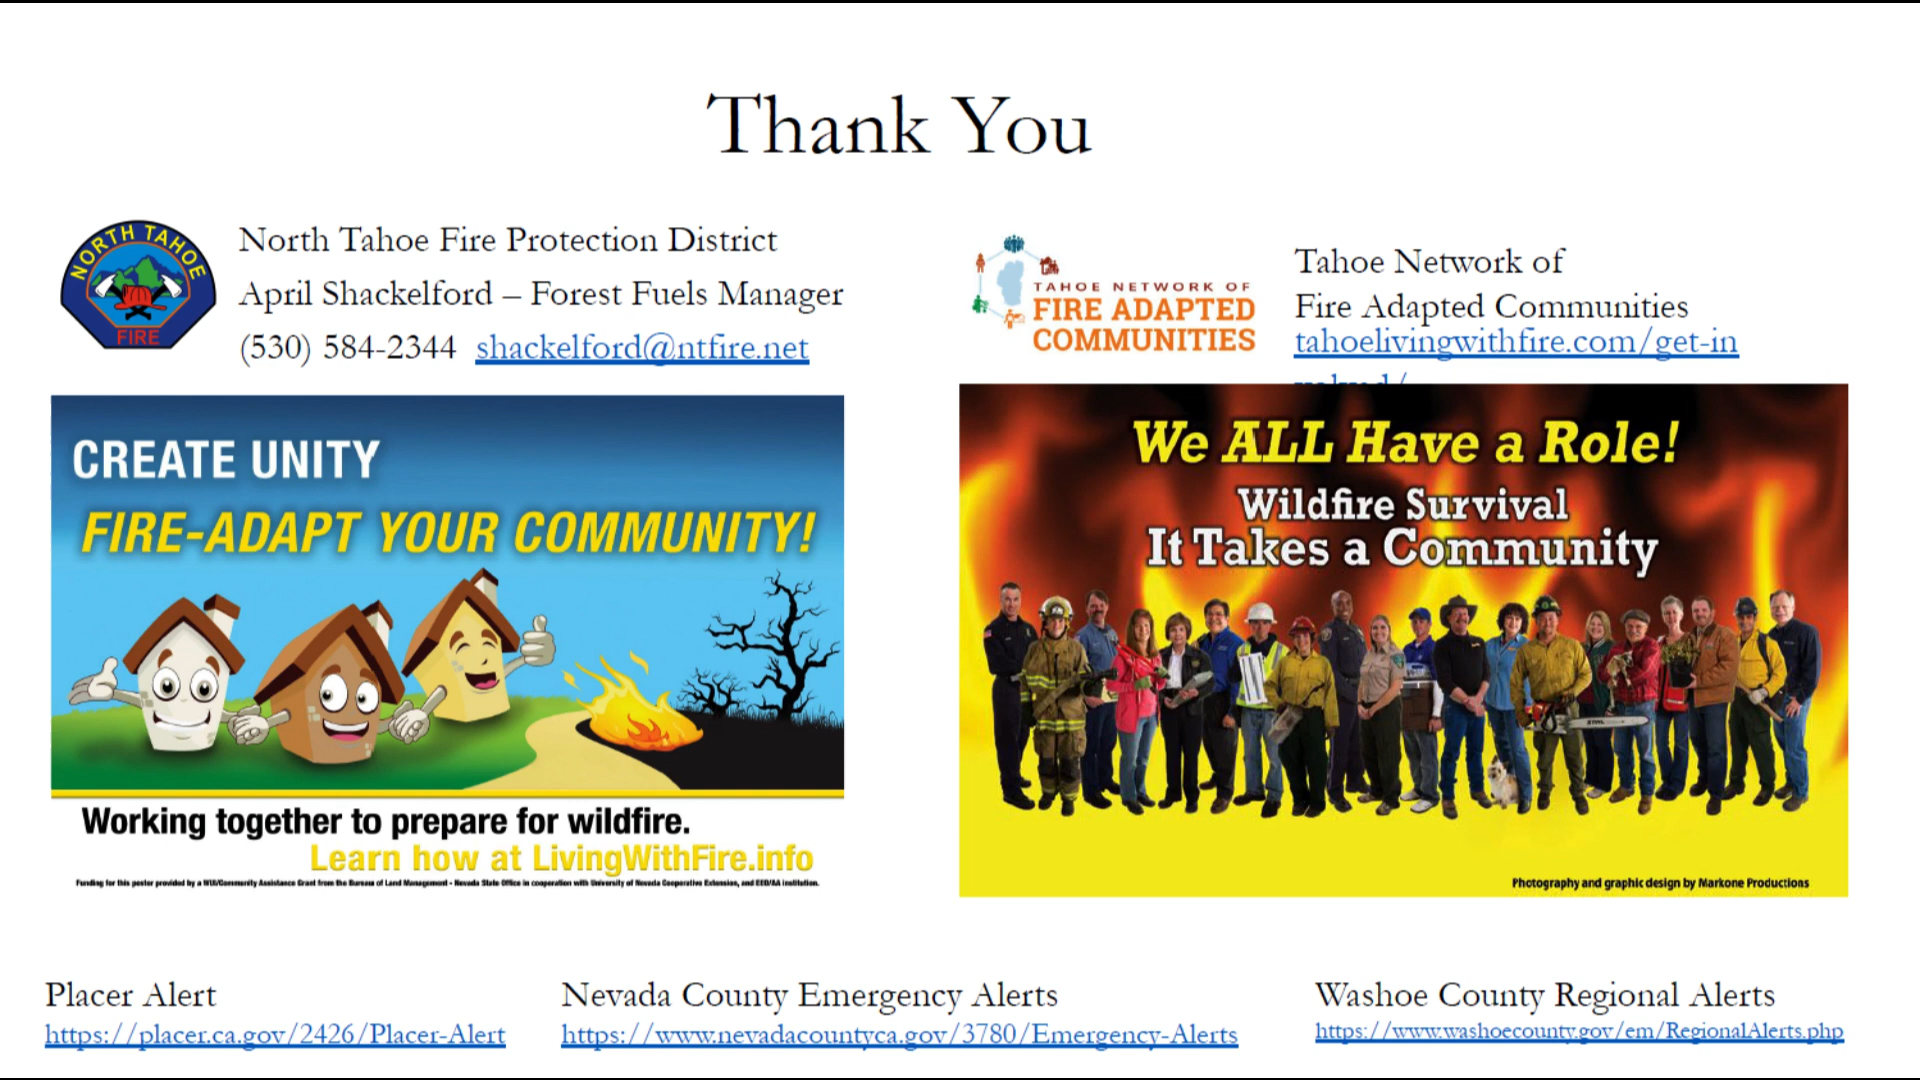 Thank You
NORTH TAHOE
FIRE
North Tahoe Fire Protection District
April Shackelford – Forest Fuels Manager
(530) 584-2344 shackelford@ntfire.net
TAHOE NETWORK OF
FIRE ADAPTED
COMMUNITIES
Tahoe Network of
Fire Adapted Communities
tahoelivingwithfire.com/get-in
CREATE UNITY
FIRE-ADAPT YOUR COMMUNITY!
Working together to prepare for wildfire.
Learn how at LivingWithFire.info
Funding for this poster provided by a WUI/Community Assistance Grant from the Bureau of Land Management - Nevada State Office in cooperation with University of Nevada Cooperative Extension, and EEO/AA institution.
We ALL Have a Role!
Wildfire Survival
It Takes a Community
STIHL
Photography and graphic design by Markone Productions
Placer Alert
https://placer.ca.gov/2426/Placer-Alert
Nevada County Emergency Alerts
https://www.nevadacountyca.gov/3780/Emergency-Alerts
Washoe County Regional Alerts
https://www.washoecounty.gov/em/RegionalAlerts.php